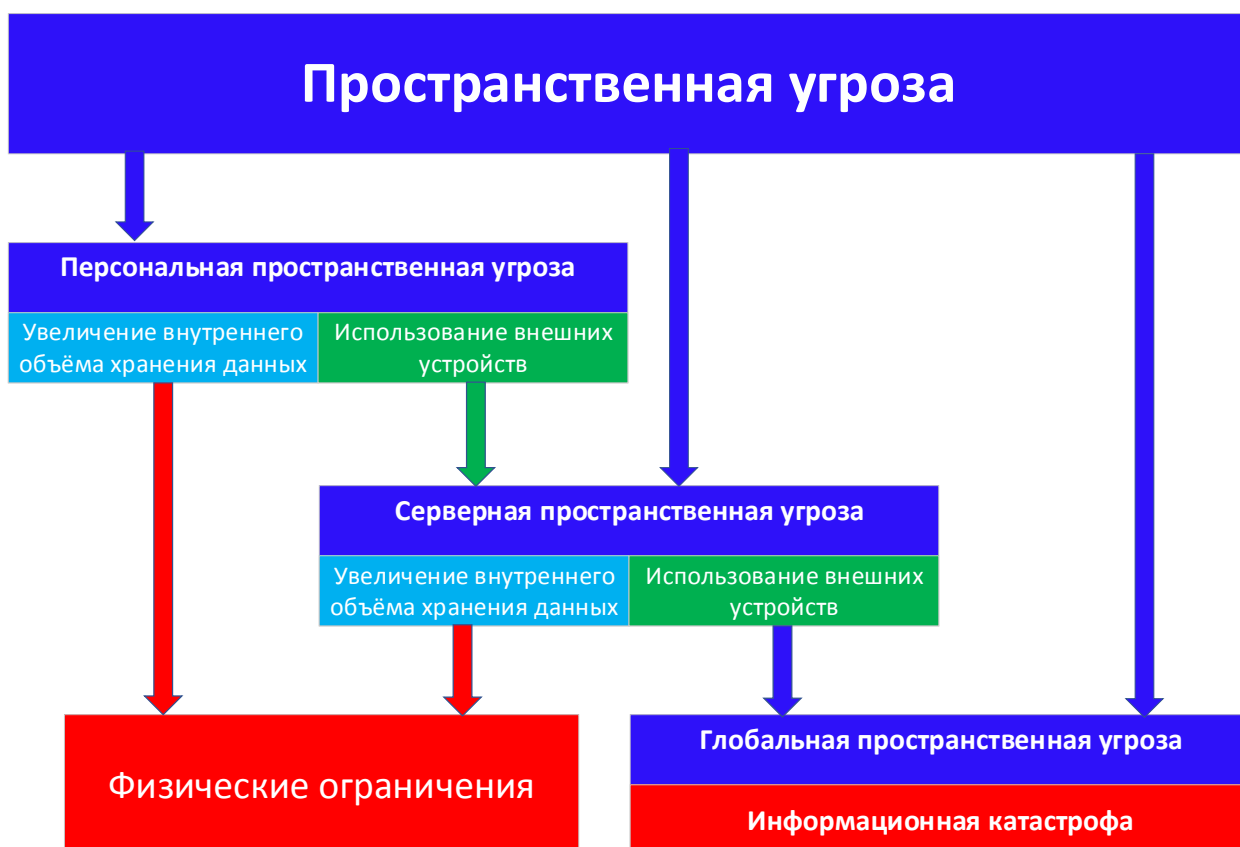 Пространственная угроза
Персональная пространственная угроза
Увеличение внутреннего
объёма хранения данных
Использование внешних
устройств
Серверная пространственная угроза
Увеличение внутреннего
объёма хранения данных
Использование внешних
устройств
Физические ограничения
Глобальная пространственная угроза
Информационная катастрофа